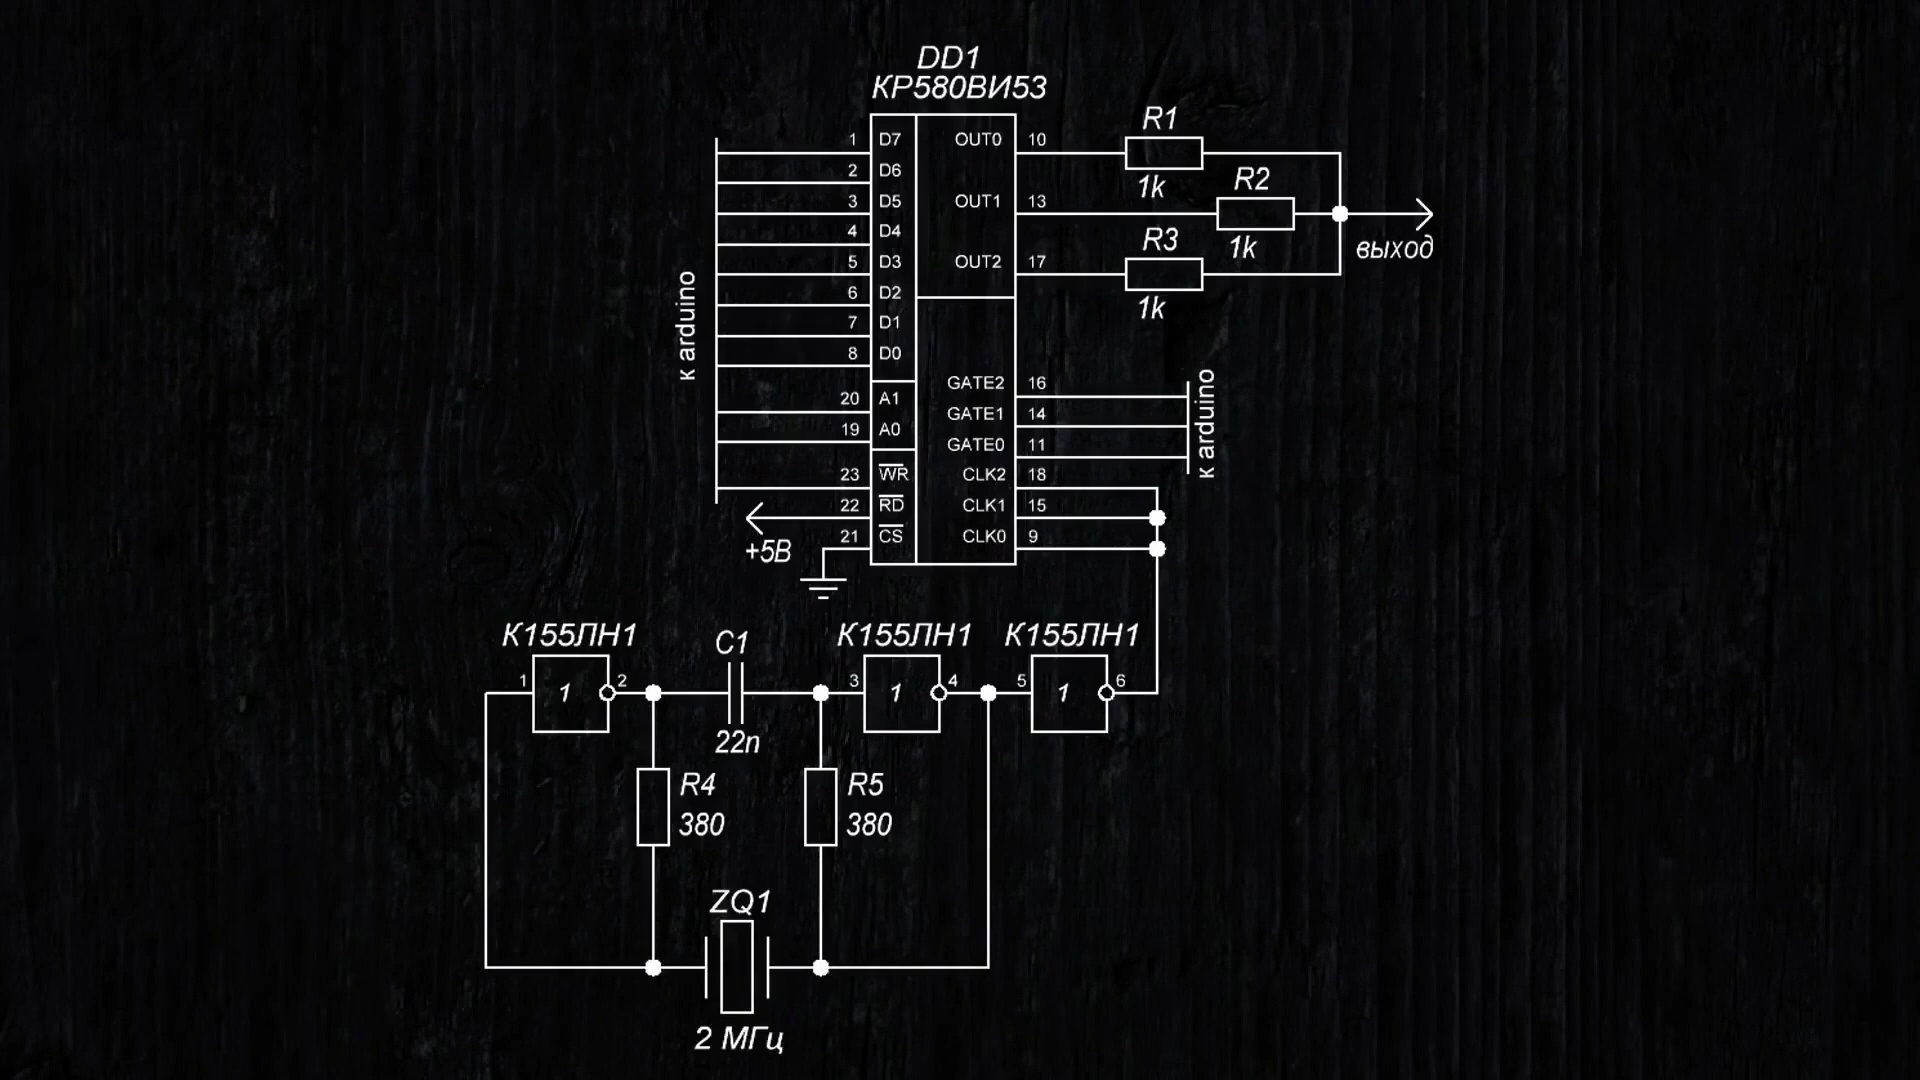 DD1
КР580ВИ53
1 D7
2 D6
3 D5
4 D4
5 D3
6 D2
7 D1
8 D0
20 A1
19 A0
23 WR
22 RD
21 CS
к arduino
+5В
OUT0 10
OUT1 13
OUT2 17
GATE2 16
GATE1 14
GATE0 11
CLK2 18
CLK1 15
CLK0 9
R1
1k
R2
1k
R3
1k
выход
к arduino
К155ЛН1
1 1 2
C1
22n
К155ЛН1
3 1 4
К155ЛН1
5 1 6
R4
380
R5
380
ZQ1
2 МГц